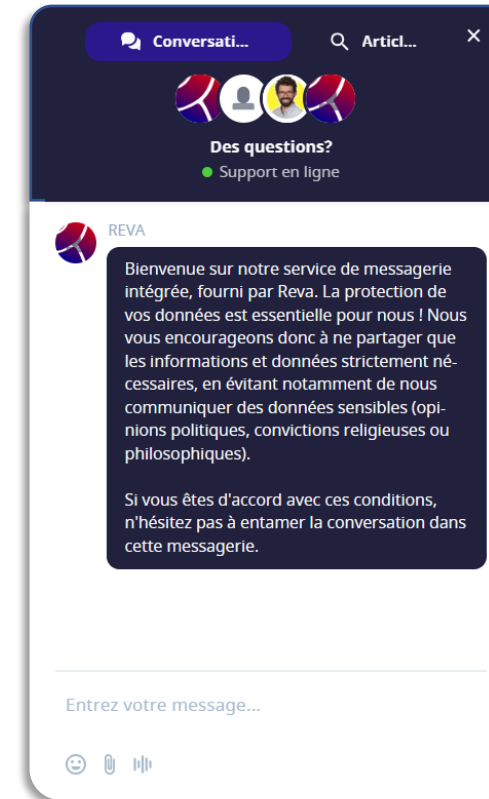 Conversati...
Articl...
Des questions?
Support en ligne
REVA
Bienvenue sur notre service de messagerie
intégrée, fourni par Reva. La protection de
vos données est essentielle pour nous ! Nous
vous encourageons donc à ne partager que
les informations et données strictement né-
cessaires, en évitant notamment de nous
communiquer des données sensibles (opi-
nions politiques, convictions religieuses ou
philosophiques).
Si vous êtes d'accord avec ces conditions,
n'hésitez pas à entamer la conversation dans
cette messagerie.
Entrez votre message...